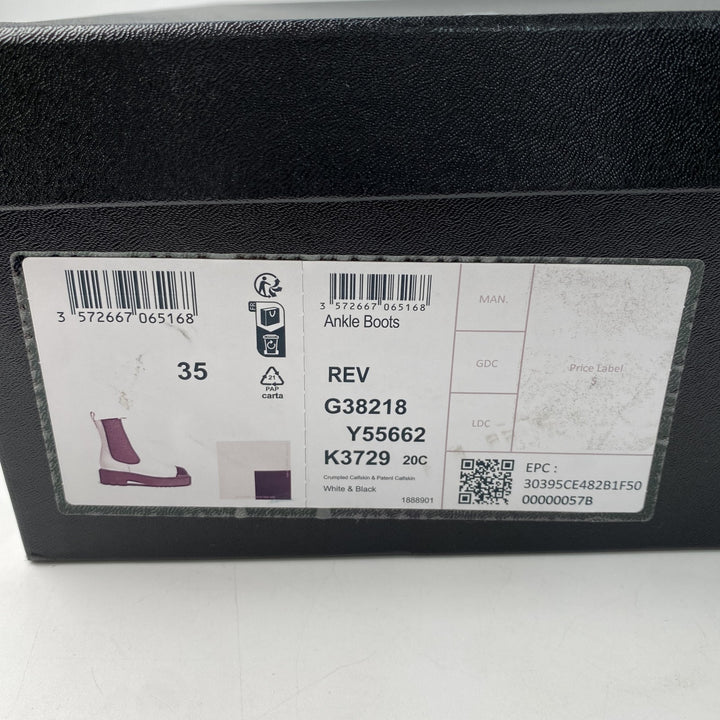 3 572667 065168
35
21
PAP
carta
3 572667 065168
Ankle Boots
REV
G38218
Y55662
K3729 20C
Crumpled Calfskin & Patent Calfskin
White & Black
1888901
MAN.
GDC
LDC
Price Label
S
EPC :
30395CE482B1F50
00000057B